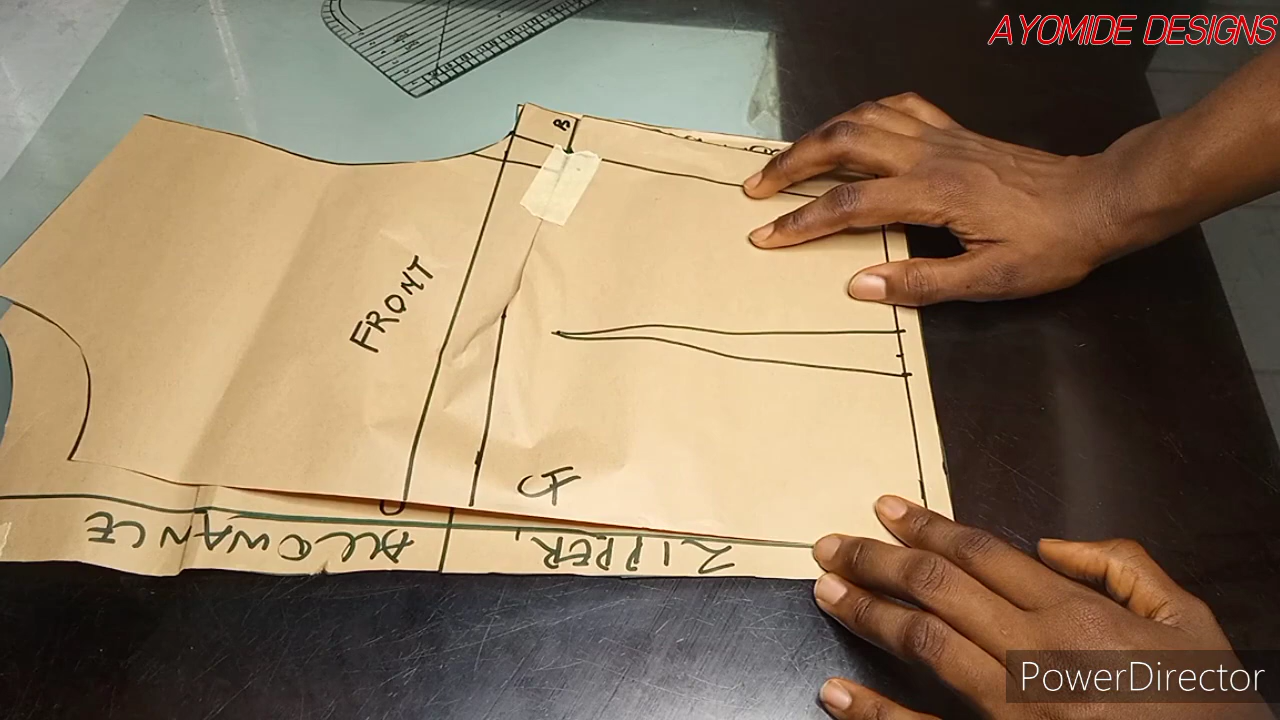 AYOMIDE DESIGNS
B
FRONT
CF
ZIPPER, ALLOWANCE
PowerDirector